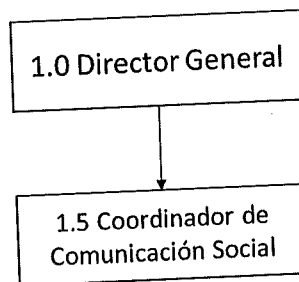 1.0 Director General
1.5 Coordinador de
Comunicación Social